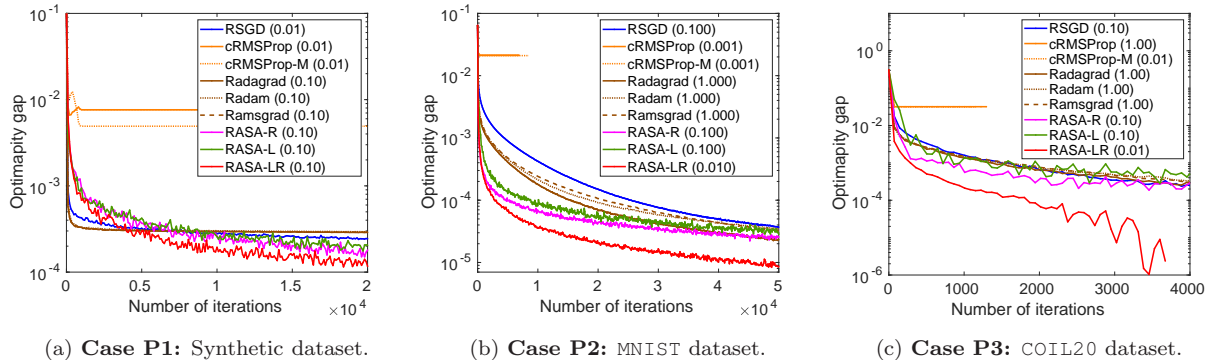 10^-1
10^-2
10^-3
10^-4
Optimapity gap
0 0.5 1 1.5 2
Number of iterations
×10^4
RSGD (0.01)
cRMSProp (0.01)
cRMSProp-M (0.01)
Radagrad (0.10)
Radam (0.10)
Ramsgrad (0.10)
RASA-R (0.10)
RASA-L (0.10)
RASA-LR (0.10)
(a) Case P1: Synthetic dataset.
10^-1
10^-2
10^-3
10^-4
10^-5
Optimapity gap
0 1 2 3 4 5
Number of iterations
×10^4
RSGD (0.100)
cRMSProp (0.001)
cRMSProp-M (0.001)
Radagrad (1.000)
Radam (1.000)
Ramsgrad (1.000)
RASA-R (0.100)
RASA-L (0.100)
RASA-LR (0.010)
(b) Case P2: MNIST dataset.
10^0
10^-2
10^-4
10^-6
Optimapity gap
0 1000 2000 3000 4000
Number of iterations
RSGD (0.10)
cRMSProp (1.00)
cRMSProp-M (0.01)
Radagrad (1.00)
Radam (1.00)
Ramsgrad (1.00)
RASA-R (0.10)
RASA-L (0.10)
RASA-LR (0.01)
(c) Case P3: COIL20 dataset.